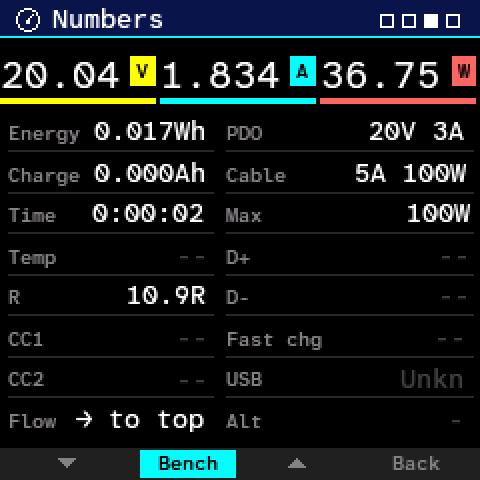 Numbers
20.04 V 1.834 A 36.75 W
Energy 0.017Wh PDO 20V 3A
Charge 0.000Ah Cable 5A 100W
Time 0:00:02 Max 100W
Temp -- D+ --
R 10.9R D- --
CC1 -- Fast chg --
CC2 -- USB Unkn
Flow → to top Alt -
Bench Back